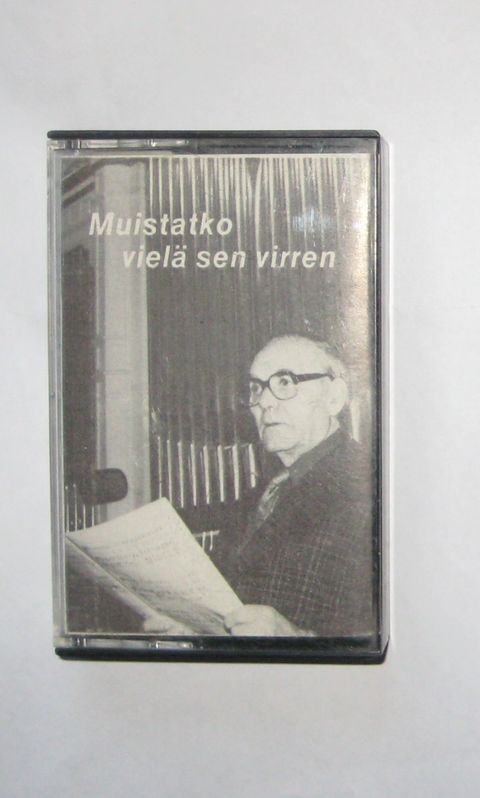 Muistatko
vielä sen virren